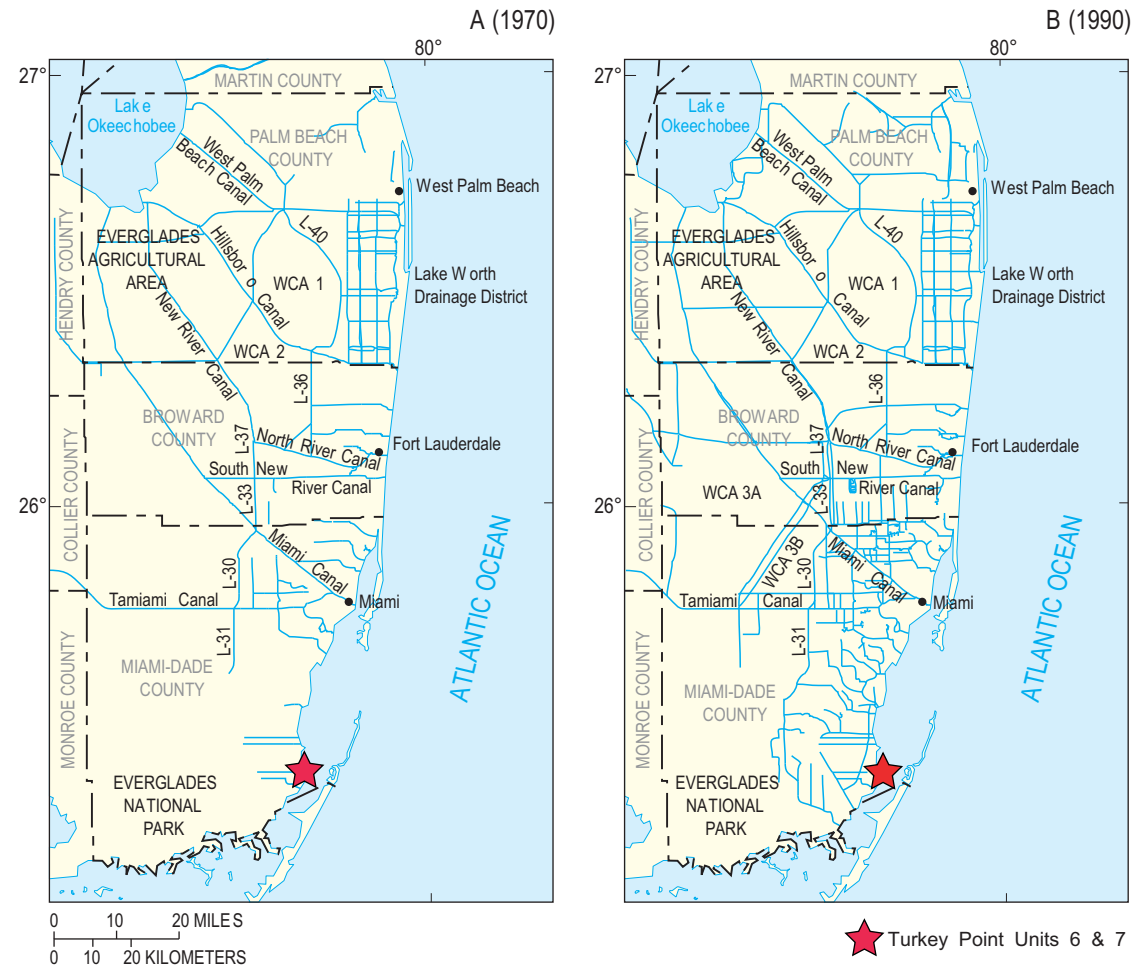 A (1970)
80°
27°
MARTIN COUNTY
Lake
Okeechobee
PALM BEACH
COUNTY
West Palm
Beach Canal
West Palm Beach
L-40
HENDRY COUNTY
EVERGLADES
AGRICULTURAL
AREA
Hillsboro Canal
WCA 1
Lake Worth
Drainage District
New River Canal
WCA 2
L-36
BROWARD
COUNTY
L-37
North River Canal
Fort Lauderdale
South New
River Canal
L-33
26°
COLLIER COUNTY
Miami Canal
L-30
Tamiami Canal
Miami
L-31
ATLANTIC OCEAN
MIAMI-DADE
COUNTY
MONROE COUNTY
EVERGLADES
NATIONAL
PARK
0 10 20 MILES
0 10 20 KILOMETERS
B (1990)
80°
27°
MARTIN COUNTY
Lake
Okeechobee
PALM BEACH
COUNTY
West Palm
Beach Canal
West Palm Beach
L-40
HENDRY COUNTY
EVERGLADES
AGRICULTURAL
AREA
Hillsboro Canal
WCA 1
Lake Worth
Drainage District
New River Canal
WCA 2
L-36
BROWARD
COUNTY
L-37
North River Canal
Fort Lauderdale
South New
River Canal
WCA 3A
L-33
26°
COLLIER COUNTY
WCA 3B
Miami Canal
L-30
Tamiami Canal
Miami
L-31
ATLANTIC OCEAN
MIAMI-DADE
COUNTY
MONROE COUNTY
EVERGLADES
NATIONAL
PARK
Turkey Point Units 6 & 7